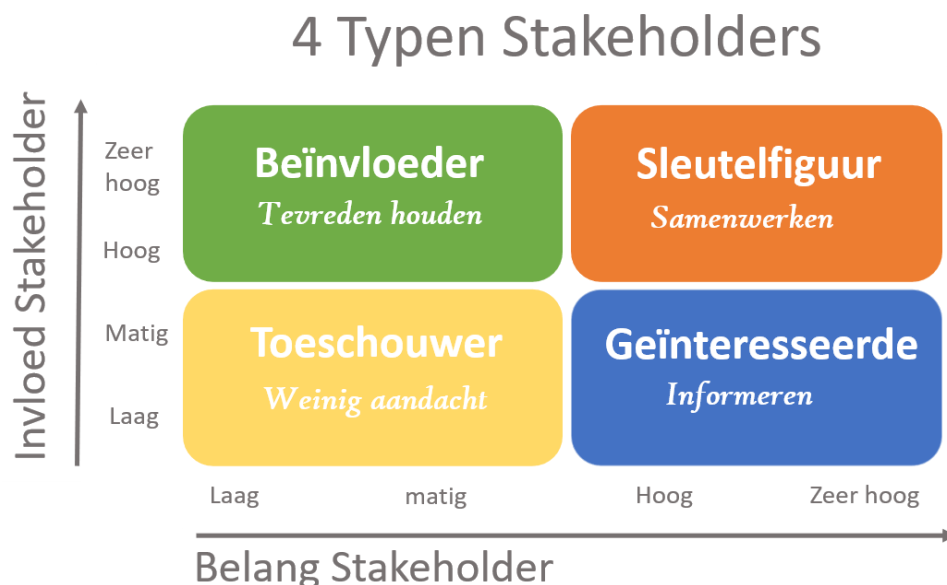 4 Typen Stakeholders
Invloed Stakeholder
Zeer
hoog
Hoog
Matig
Laag
Beïnvloeder
Tevreden houden
Sleutelfiguur
Samenwerken
Toeschouwer
Weinig aandacht
Geïnteresseerde
Informeren
Laag
matig
Hoog
Zeer hoog
Belang Stakeholder